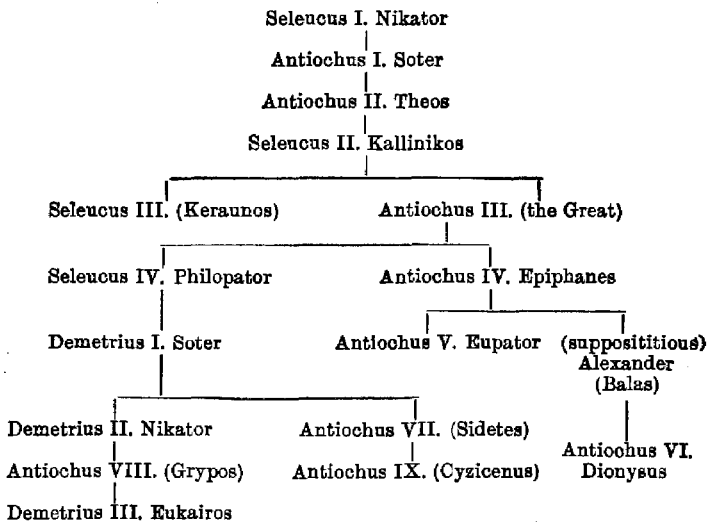 Seleucus I. Nikator
Antiochus I. Soter
Antiochus II. Theos
Seleucus II. Kallinikos
Seleucus III. (Keraunos) Antiochus III. (the Great)
Seleucus IV. Philopator Antiochus IV. Epiphanes
Demetrius I. Soter Antiochus V. Eupator (supposititious)
Alexander
(Balas)
Demetrius II. Nikator Antiochus VII. (Sidetes)
Antiochus VI.
Antiochus VIII. (Grypos) Antiochus IX. (Cyzicenus)
Dionysus
Demetrius III. Eukairos